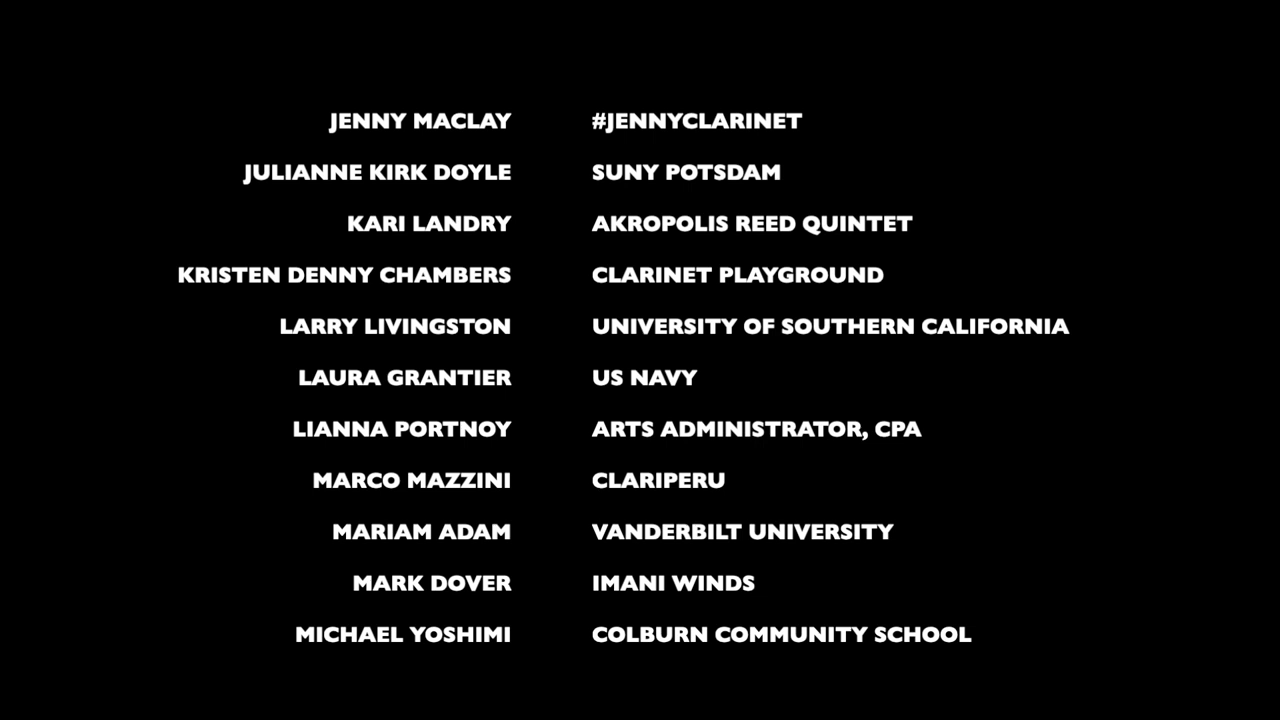 JENNY MACLAY #JENNYCLARINET
JULIANNE KIRK DOYLE SUNY POTSDAM
KARI LANDRY AKROPOLIS REED QUINTET
KRISTEN DENNY CHAMBERS CLARINET PLAYGROUND
LARRY LIVINGSTON UNIVERSITY OF SOUTHERN CALIFORNIA
LAURA GRANTIER US NAVY
LIANNA PORTNOY ARTS ADMINISTRATOR, CPA
MARCO MAZZINI CLARIPERU
MARIAM ADAM VANDERBILT UNIVERSITY
MARK DOVER IMANI WINDS
MICHAEL YOSHIMI COLBURN COMMUNITY SCHOOL